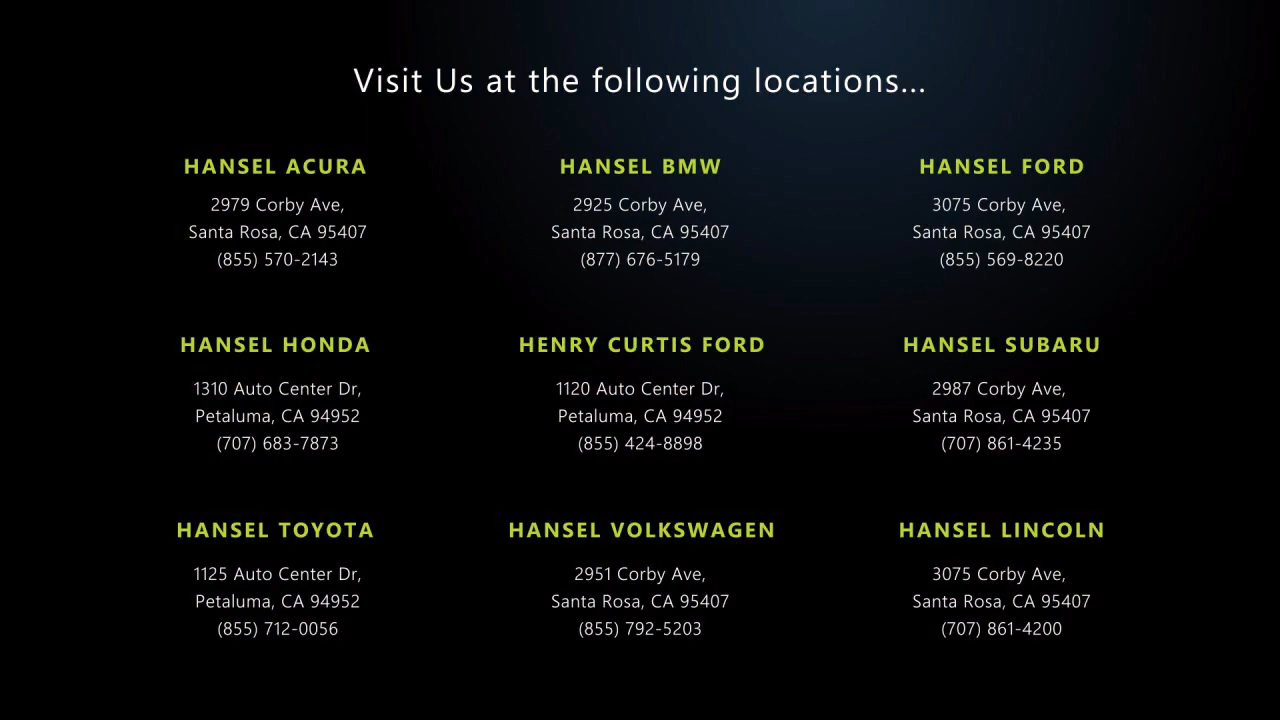 Visit Us at the following locations...
HANSEL ACURA
2979 Corby Ave,
Santa Rosa, CA 95407
(855) 570-2143
HANSEL BMW
2925 Corby Ave,
Santa Rosa, CA 95407
(877) 676-5179
HANSEL FORD
3075 Corby Ave,
Santa Rosa, CA 95407
(855) 569-8220
HANSEL HONDA
1310 Auto Center Dr,
Petaluma, CA 94952
(707) 683-7873
HENRY CURTIS FORD
1120 Auto Center Dr,
Petaluma, CA 94952
(855) 424-8898
HANSEL SUBARU
2987 Corby Ave,
Santa Rosa, CA 95407
(707) 861-4235
HANSEL TOYOTA
1125 Auto Center Dr,
Petaluma, CA 94952
(855) 712-0056
HANSEL VOLKSWAGEN
2951 Corby Ave,
Santa Rosa, CA 95407
(855) 792-5203
HANSEL LINCOLN
3075 Corby Ave,
Santa Rosa, CA 95407
(707) 861-4200